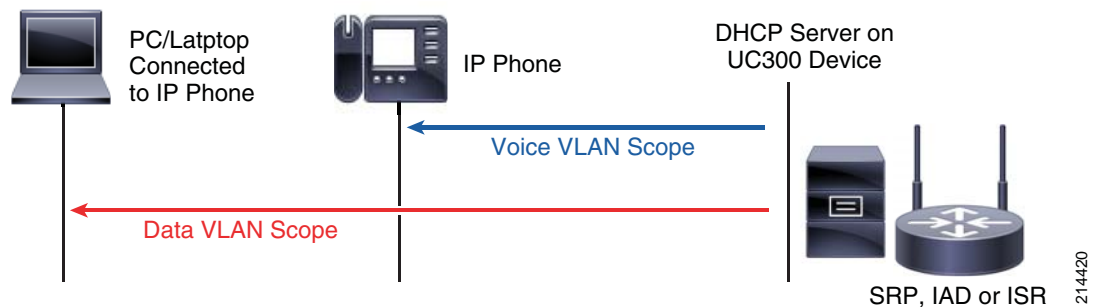 PC/Latptop
Connected
to IP Phone
IP Phone
DHCP Server on
UC300 Device
Voice VLAN Scope
Data VLAN Scope
SRP, IAD or ISR
214420